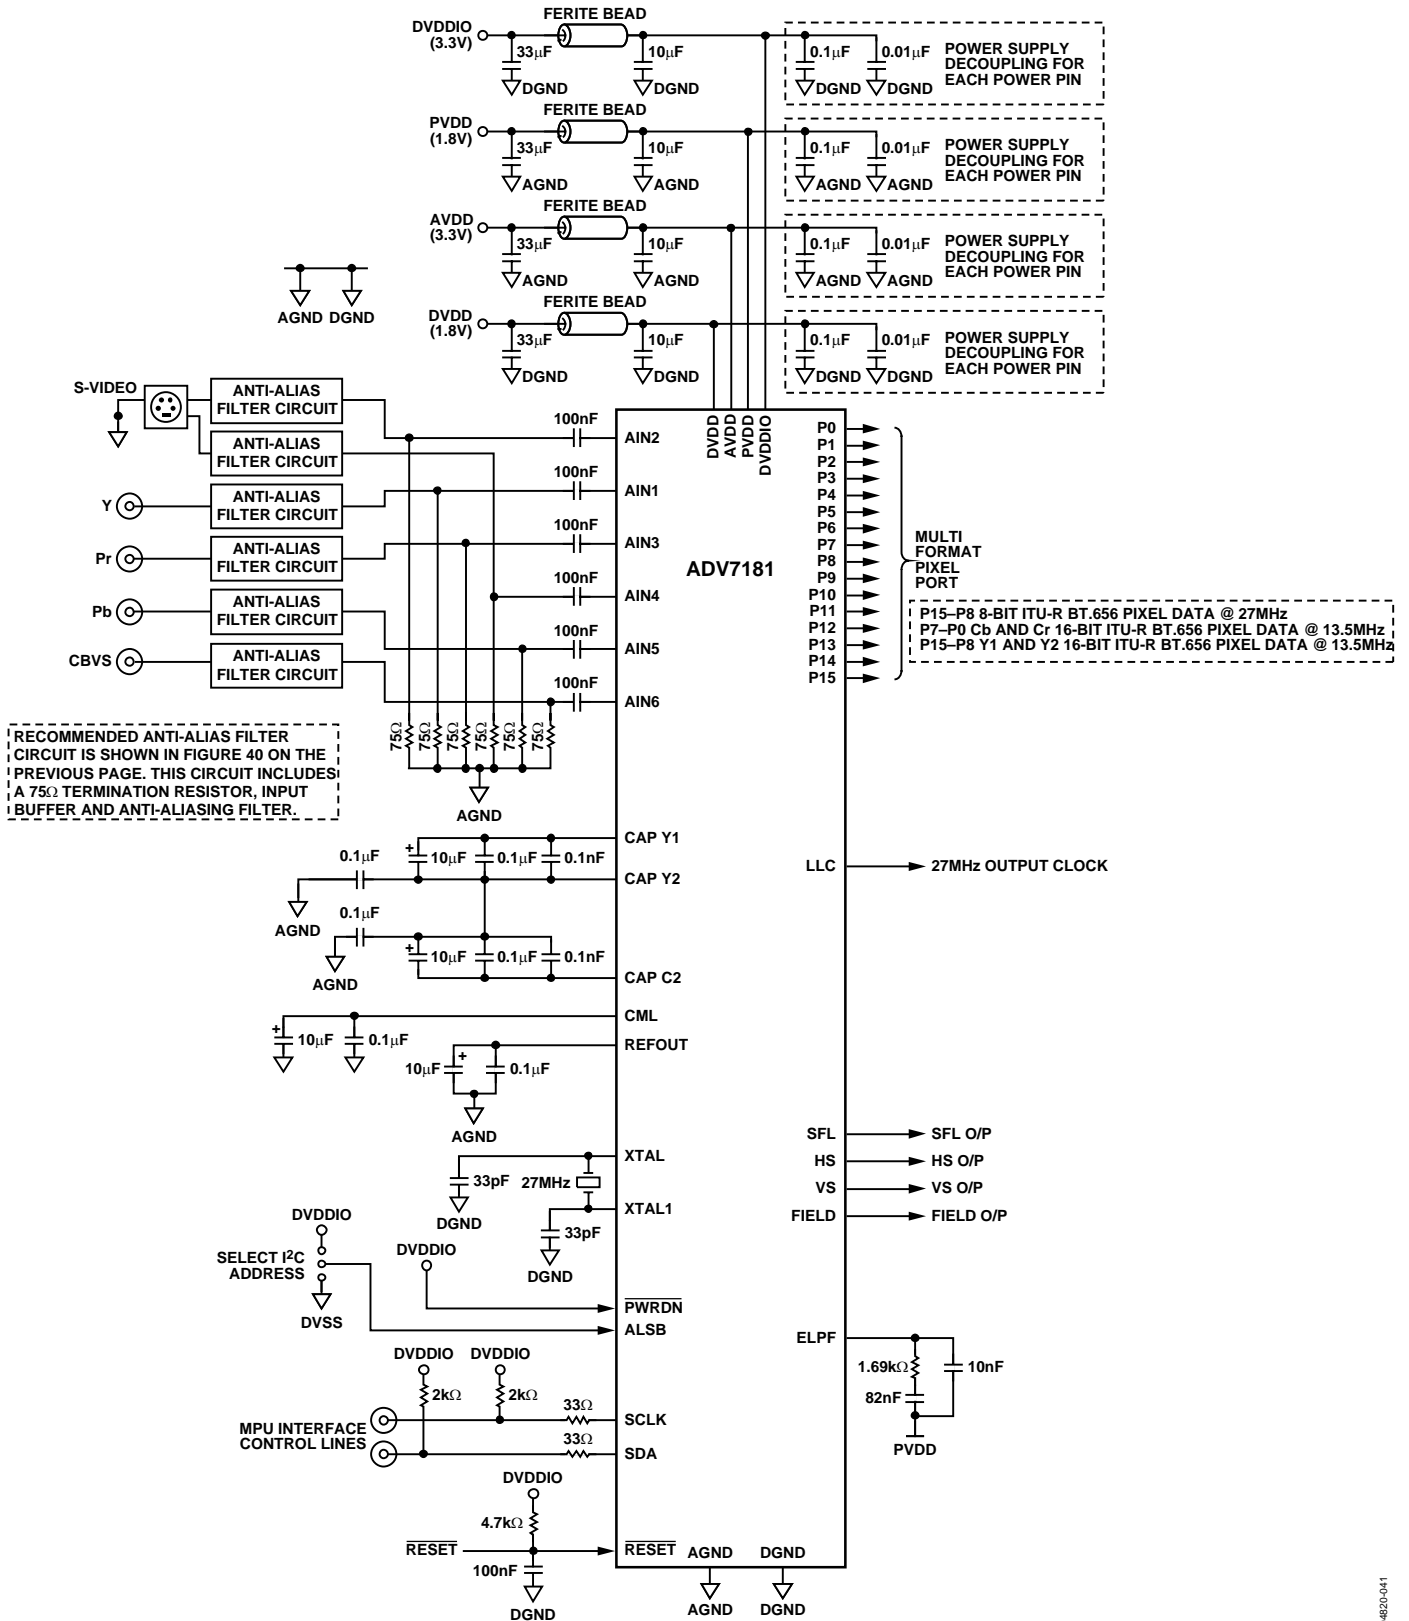 FERITE BEAD
DVDDIO
(3.3V)
33μF
10μF
DGND
DGND
0.1μF
0.01μF
DGND
DGND
POWER SUPPLY
DECOUPLING FOR
EACH POWER PIN
FERITE BEAD
PVDD
(1.8V)
33μF
10μF
AGND
AGND
0.1μF
0.01μF
AGND
AGND
POWER SUPPLY
DECOUPLING FOR
EACH POWER PIN
FERITE BEAD
AVDD
(3.3V)
33μF
10μF
AGND
AGND
0.1μF
0.01μF
AGND
AGND
POWER SUPPLY
DECOUPLING FOR
EACH POWER PIN
AGND
DGND
FERITE BEAD
DVDD
(1.8V)
33μF
10μF
DGND
DGND
0.1μF
0.01μF
DGND
DGND
POWER SUPPLY
DECOUPLING FOR
EACH POWER PIN
S-VIDEO
ANTI-ALIAS
FILTER CIRCUIT
ANTI-ALIAS
FILTER CIRCUIT
Y
ANTI-ALIAS
FILTER CIRCUIT
Pr
ANTI-ALIAS
FILTER CIRCUIT
Pb
ANTI-ALIAS
FILTER CIRCUIT
CBVS
ANTI-ALIAS
FILTER CIRCUIT
100nF
AIN2
100nF
AIN1
100nF
AIN3
100nF
AIN4
100nF
AIN5
100nF
AIN6
75Ω
75Ω
75Ω
75Ω
75Ω
75Ω
AGND
RECOMMENDED ANTI-ALIAS FILTER
CIRCUIT IS SHOWN IN FIGURE 40 ON THE
PREVIOUS PAGE. THIS CIRCUIT INCLUDES
A 75Ω TERMINATION RESISTOR, INPUT
BUFFER AND ANTI-ALIASING FILTER.
DVDD
AVDD
PVDD
DVDDIO
ADV7181
P0
P1
P2
P3
P4
P5
P6
P7
P8
P9
P10
P11
P12
P13
P14
P15
MULTI
FORMAT
PIXEL
PORT
P15–P8 8-BIT ITU-R BT.656 PIXEL DATA @ 27MHz
P7–P0 Cb AND Cr 16-BIT ITU-R BT.656 PIXEL DATA @ 13.5MHz
P15–P8 Y1 AND Y2 16-BIT ITU-R BT.656 PIXEL DATA @ 13.5MHz
CAP Y1
0.1μF
+
10μF
0.1μF
0.1nF
CAP Y2
AGND
0.1μF
+
10μF
0.1μF
0.1nF
AGND
CAP C2
LLC
27MHz OUTPUT CLOCK
CML
+
10μF
0.1μF
REFOUT
10μF
+
0.1μF
AGND
XTAL
33pF
27MHz
DGND
XTAL1
33pF
DGND
SFL
SFL O/P
HS
HS O/P
VS
VS O/P
FIELD
FIELD O/P
DVDDIO
SELECT I²C
ADDRESS
DVSS
DVDDIO
PWRDN
ALSB
ELPF
1.69kΩ
10nF
82nF
PVDD
DVDDIO
DVDDIO
2kΩ
2kΩ
MPU INTERFACE
CONTROL LINES
33Ω
SCLK
33Ω
SDA
DVDDIO
4.7kΩ
RESET
RESET
100nF
DGND
AGND
DGND
AGND
DGND
4820-041